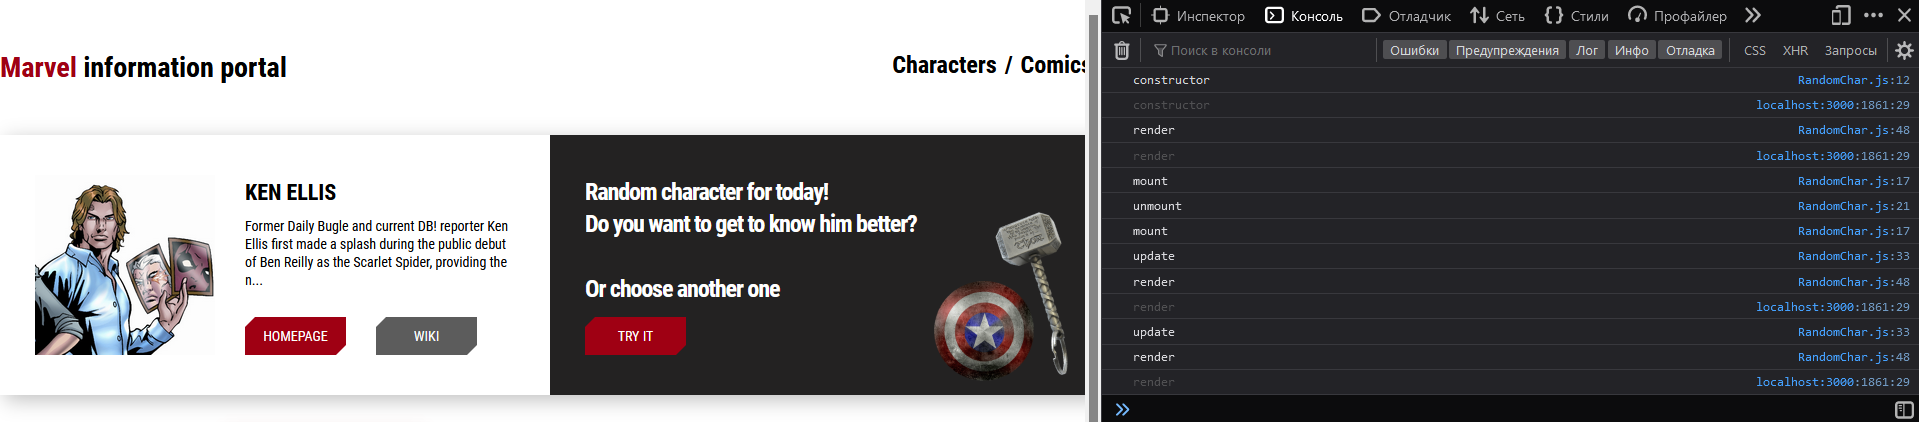 Marvel information portal
Characters / Comics
KEN ELLIS
Former Daily Bugle and current DB! reporter Ken
Ellis first made a splash during the public debut
of Ben Reilly as the Scarlet Spider, providing the
n...
HOMEPAGE
WIKI
Random character for today!
Do you want to get to know him better?
Or choose another one
TRY IT
Инспектор Консоль Отладчик Сеть Стили Профайлер
Поиск в консоли Ошибки Предупреждения Лог Инфо Отладка CSS XHR Запросы
constructor RandomChar.js:12
constructor localhost:3000:1861:29
render RandomChar.js:48
render localhost:3000:1861:29
mount RandomChar.js:17
unmount RandomChar.js:21
mount RandomChar.js:17
update RandomChar.js:33
render RandomChar.js:48
render localhost:3000:1861:29
update RandomChar.js:33
render RandomChar.js:48
render localhost:3000:1861:29